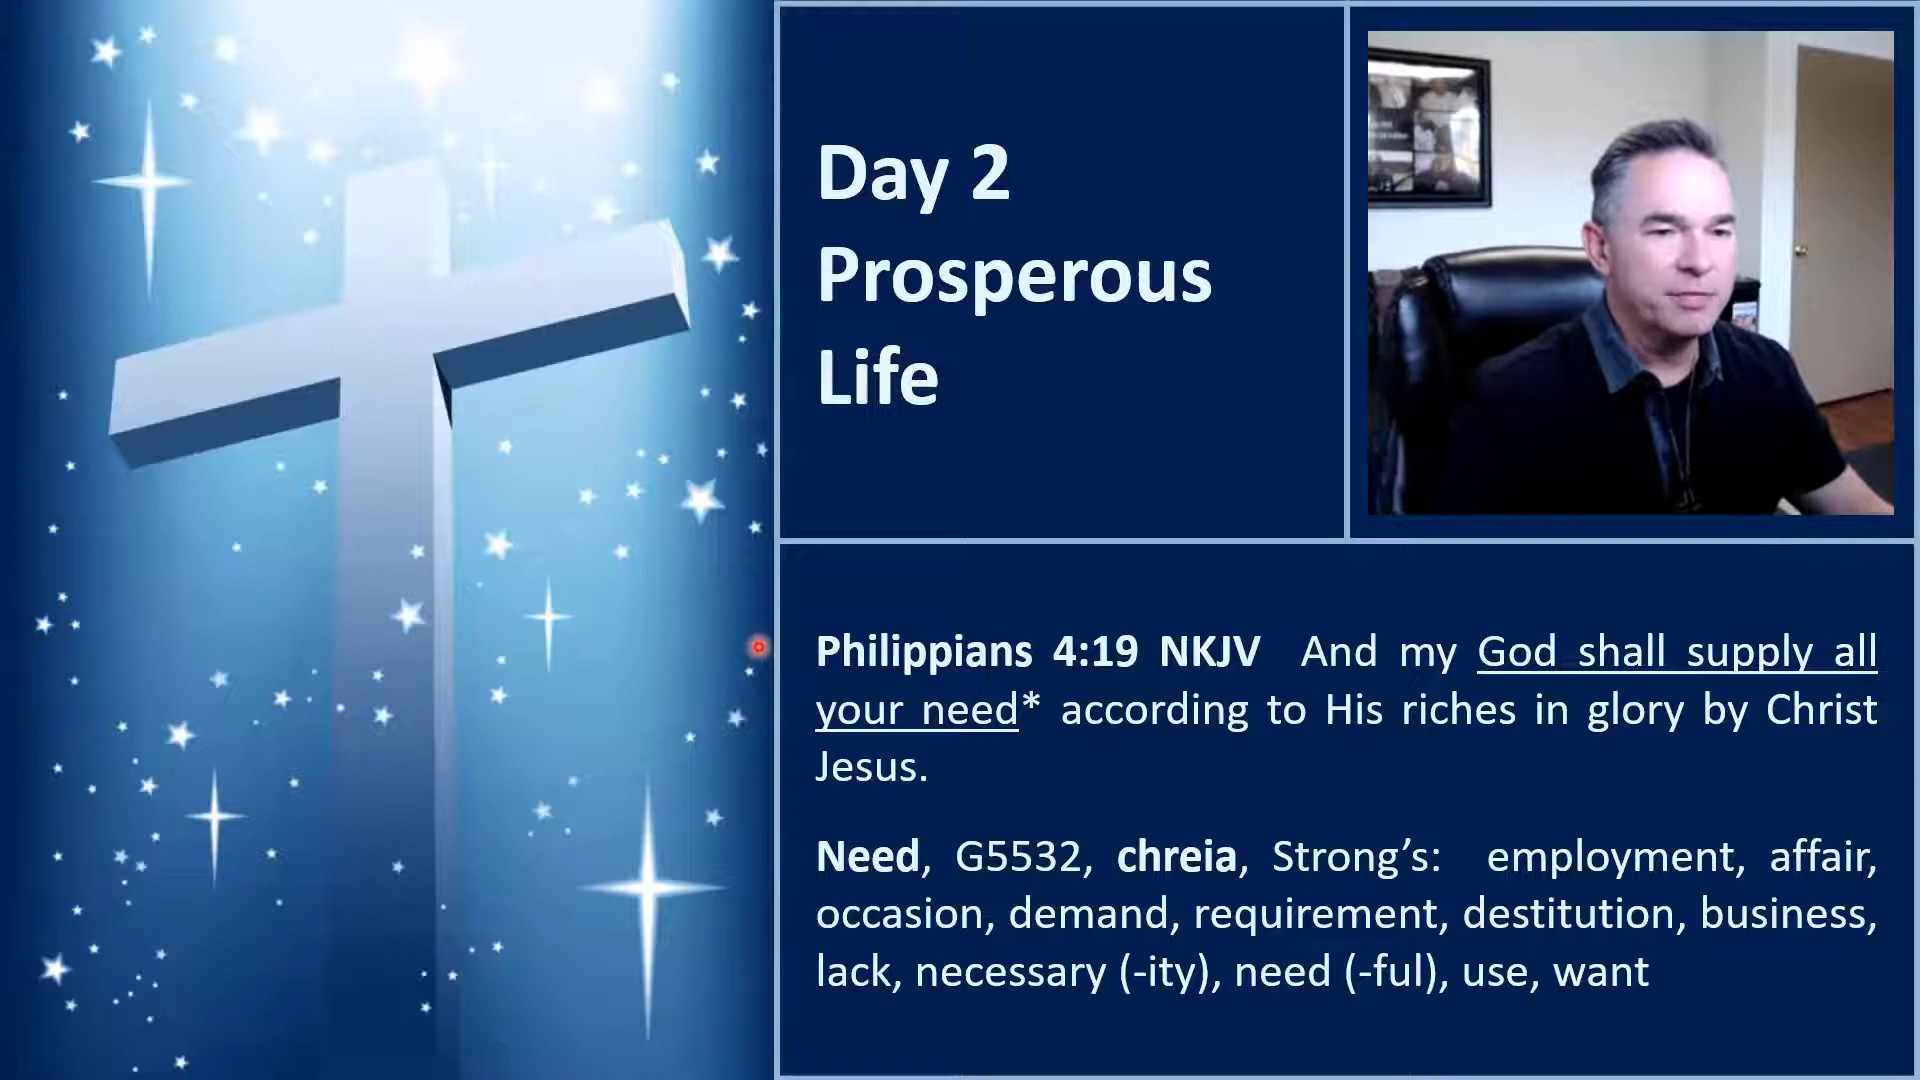 Day 2
Prosperous
Life
Philippians 4:19 NKJV And my God shall supply all
your need* according to His riches in glory by Christ
Jesus.
Need, G5532, chreia, Strong’s: employment, affair,
occasion, demand, requirement, destitution, business,
lack, necessary (-ity), need (-ful), use, want